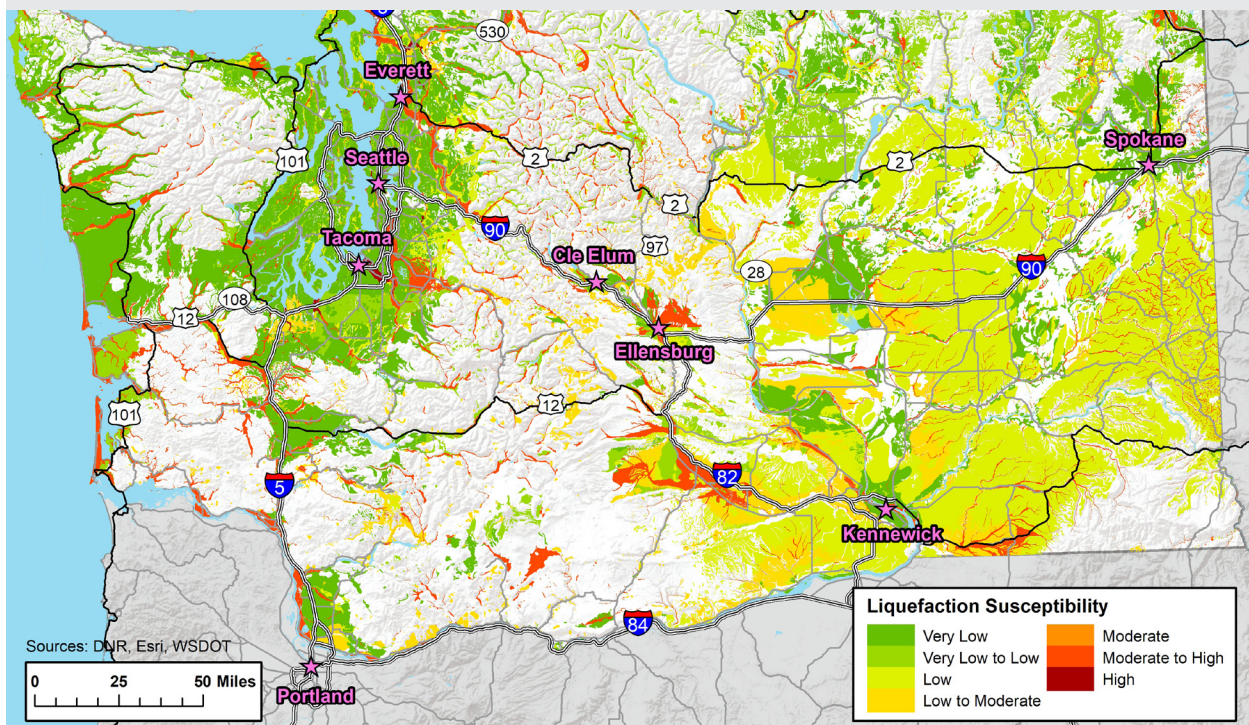 5
530
Everett
101
2
Seattle
2
Spokane
2
90
97
Tacoma
Cle Elum
28
90
108
12
Ellensburg
101
12
82
5
Kennewick
84
Portland
Sources: DNR, Esri, WSDOT
0 25 50 Miles
Liquefaction Susceptibility
Very Low
Very Low to Low
Low
Low to Moderate
Moderate
Moderate to High
High